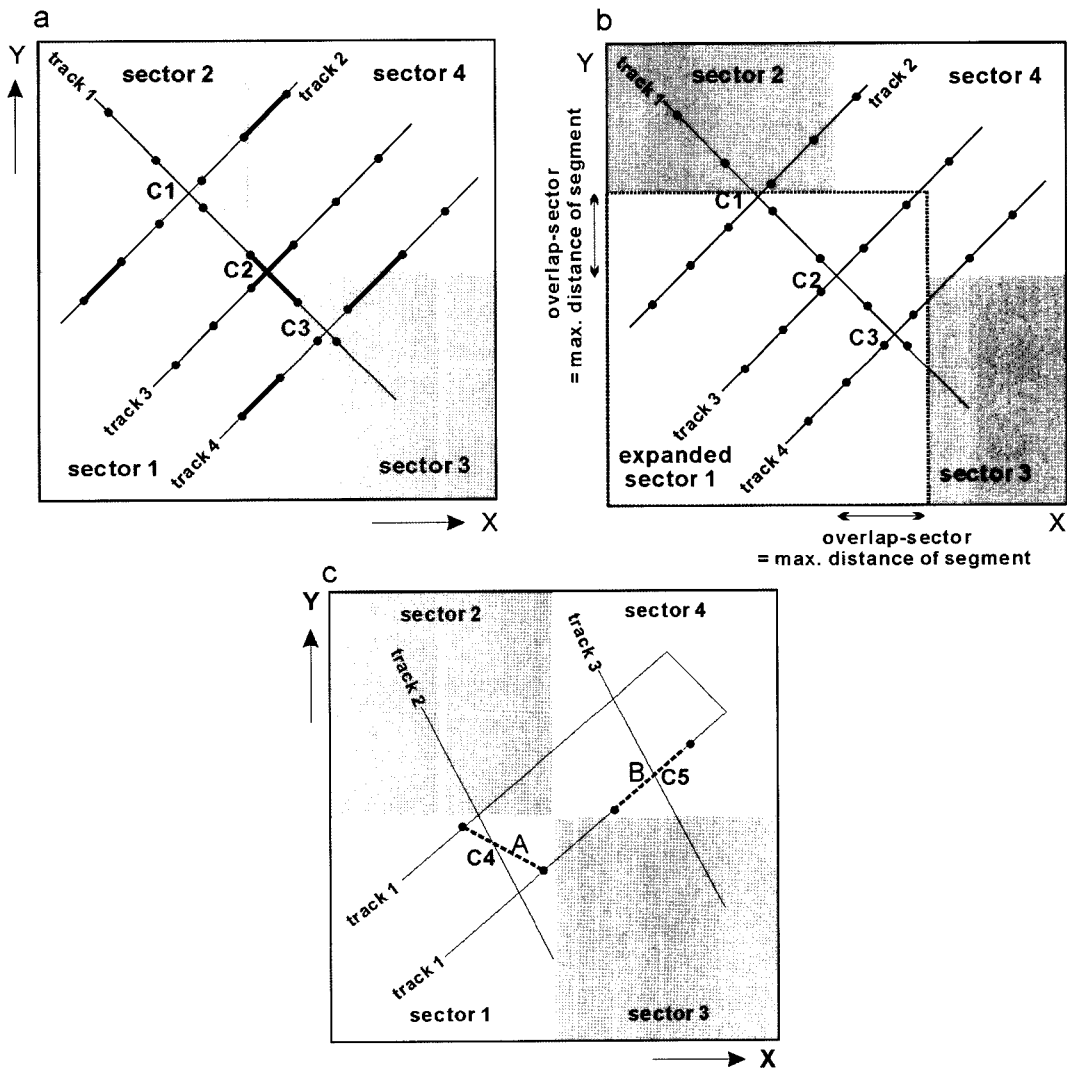 a
Y
track 1
sector 2
track 2
sector 4
C1
C2
C3
track 3
track 4
sector 1
sector 3
X
b
Y
track 1
sector 2
track 2
sector 4
overlap-sector
= max. distance of segment
C1
C2
C3
track 3
track 4
expanded
sector 1
sector 3
X
overlap-sector
= max. distance of segment
c
Y
sector 2
sector 4
track 3
track 2
B
C5
A
C4
track 1
track 1
sector 1
sector 3
X